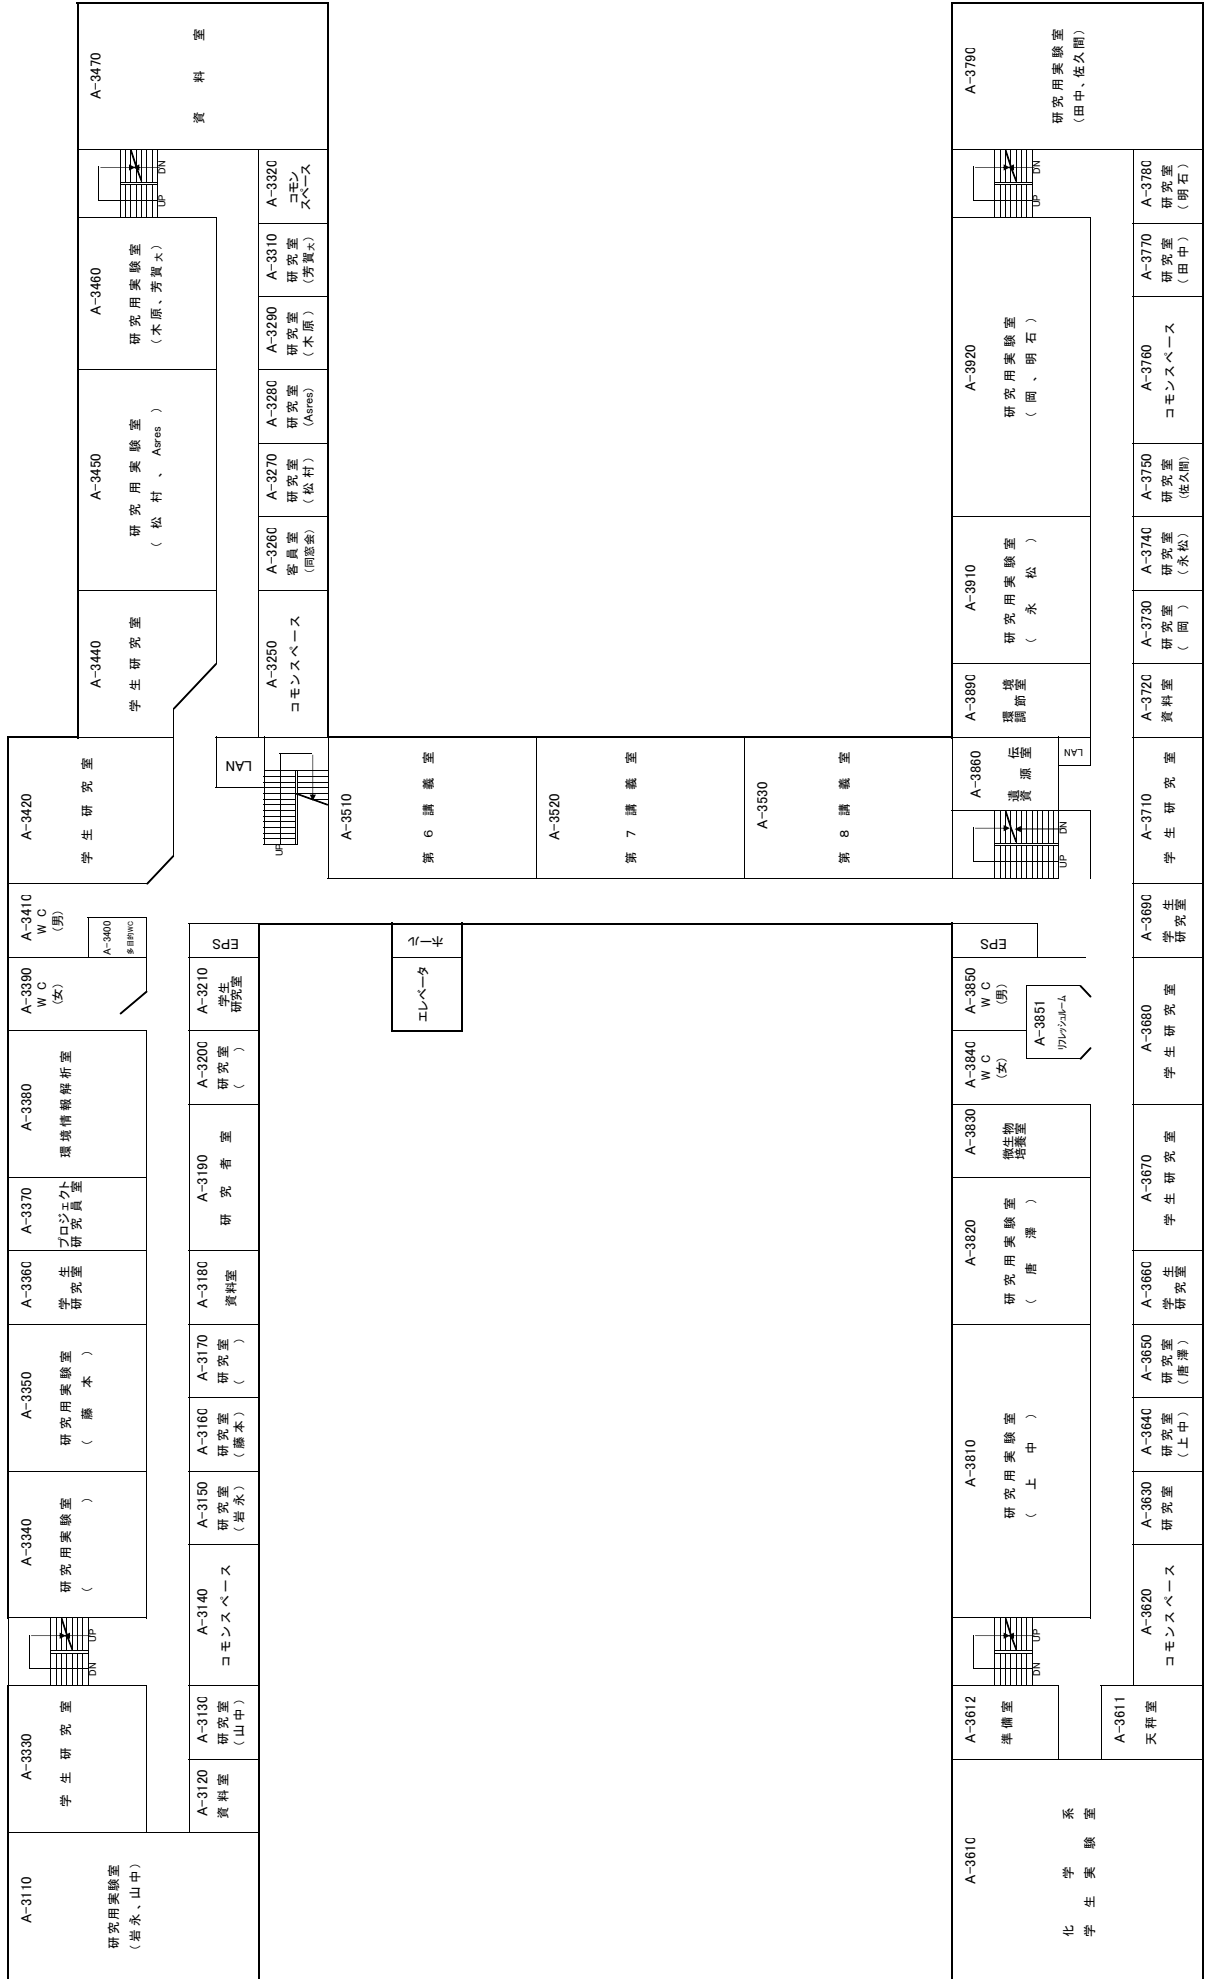 A-3470
資料室
DN
UP
A-3460
研究用実験室
(木原、芳賀大)
A-3450
研究用実験室
(松村、Asres)
A-3440
学生研究室
A-3320
コモン
スペース
A-3310
研究室
(芳賀大)
A-3290
研究室
(木原)
A-3280
研究室
(Asres)
A-3270
研究室
(松村)
A-3260
客員室
(同窓会)
A-3250
コモンスペース
A-3420
学生研究室
LAN
UP
A-3510
第6講義室
A-3520
第7講義室
A-3530
第8講義室
A-3410
WC
(男)
A-3400
多目的WC
A-3390
WC
(女)
A-3380
環境情報解析室
A-3370
プロジェクト
研究員室
A-3360
学生
研究室
A-3350
研究用実験室
(藤本)
A-3340
研究用実験室
( )
UP
DN
A-3330
学生研究室
A-3110
研究用実験室
(岩永、山中)
EPS
A-3210
学生
研究室
A-3200
研究室
( )
A-3190
研究者室
A-3180
資料室
A-3170
研究室
( )
A-3160
研究室
(藤本)
A-3150
研究室
(岩永)
A-3140
コモンスペース
A-3130
研究室
(山中)
A-3120
資料室
ホール
エレベータ
A-3790
研究用実験室
(田中、佐久間)
DN
UP
A-3920
研究用実験室
(岡、明石)
A-3910
研究用実験室
(永松)
A-3890
環境
調節室
A-3860
遺伝
資源室
LAN
DN
UP
A-3780
研究室
(明石)
A-3770
研究室
(田中)
A-3760
コモンスペース
A-3750
研究室
(佐久間)
A-3740
研究室
(永松)
A-3730
研究室
(岡)
A-3720
資料室
A-3710
学生研究室
A-3690
学生
研究室
A-3680
学生研究室
A-3670
学生研究室
A-3660
学生
研究室
A-3650
研究室
(唐澤)
A-3640
研究室
(上中)
A-3630
研究室
A-3620
コモンスペース
A-3611
天秤室
EPS
A-3850
WC
(男)
A-3851
リフレッシュルーム
A-3840
WC
(女)
A-3830
微生物
培養室
A-3820
研究用実験室
(唐澤)
A-3810
研究用実験室
(上中)
UP
DN
A-3612
準備室
A-3610
化学系
学生実験室